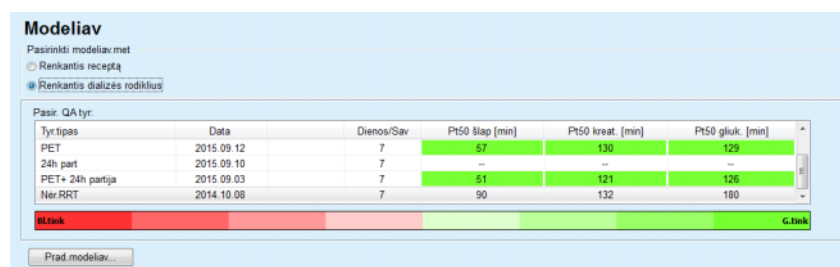 Modeliav
Pasirinkti modeliav.met
Renkantis receptą
Renkantis dializės rodiklius
Pasir. QA tyr:
Tyr.tipas Data Dienos/Sav Pt50 šlap [min] Pt50 kreat. [min] Pt50 gliuk. [min]
PET 2015.09.12 7 57 130 129
24h part 2015.09.10 7 -- -- --
PET+ 24h partija 2015.09.03 7 51 121 126
Nėr.RRT 2014.10.08 7 90 132 180
Bl.tink G.tink
Prad.modeliav...